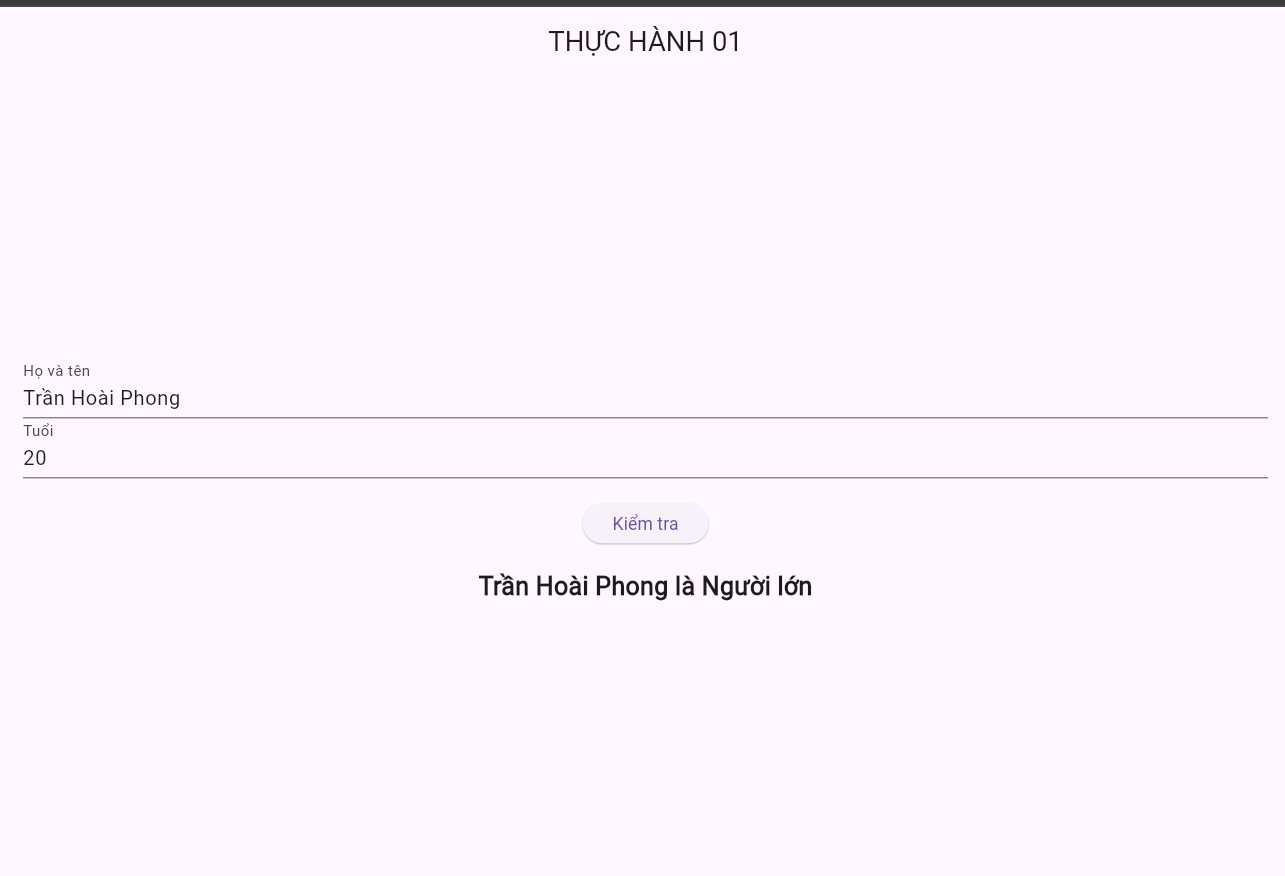 THỰC HÀNH 01
Họ và tên
Trần Hoài Phong
Tuổi
20
Kiểm tra
Trần Hoài Phong là Người lớn